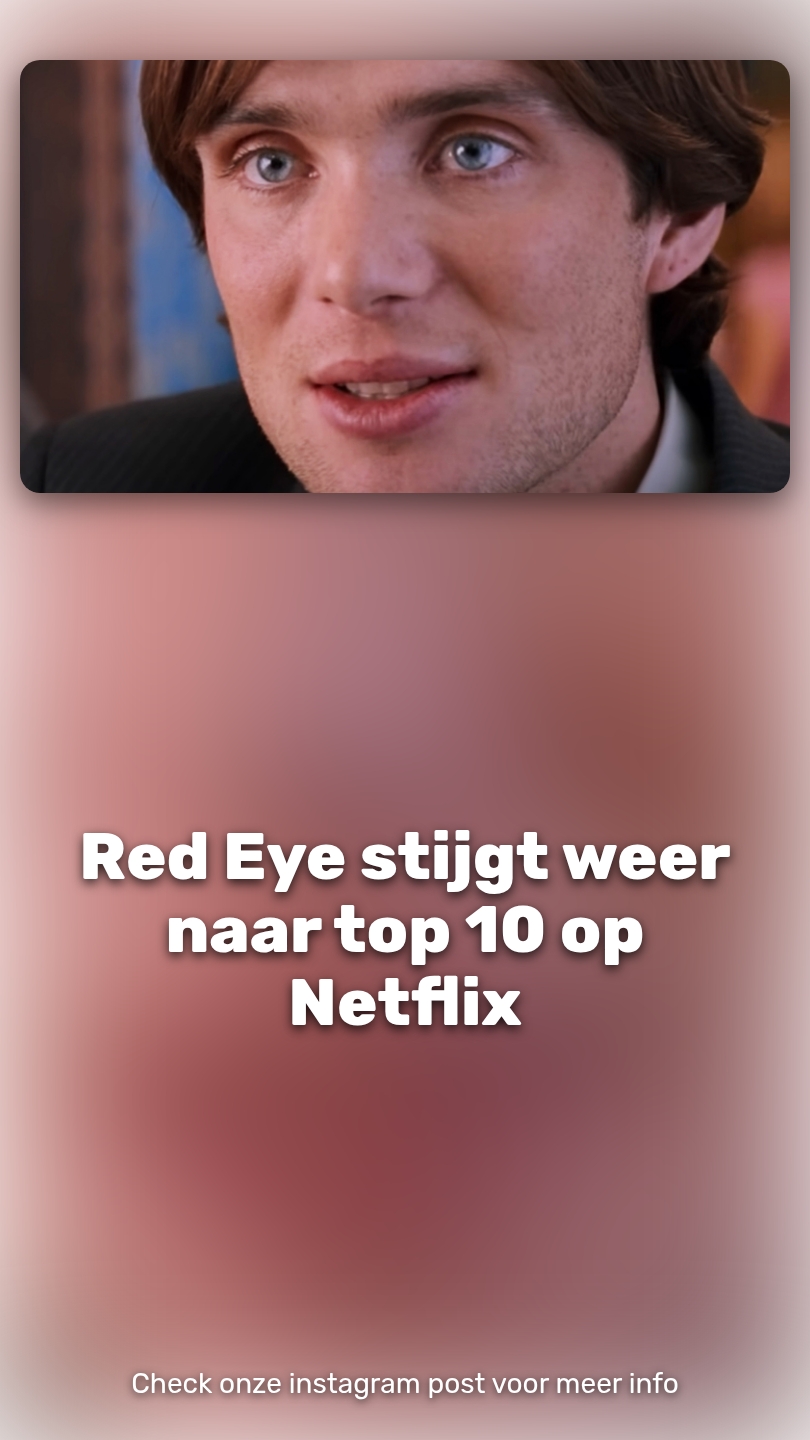 Red Eye stijgt weer
naar top 10 op
Netflix
Check onze instagram post voor meer info